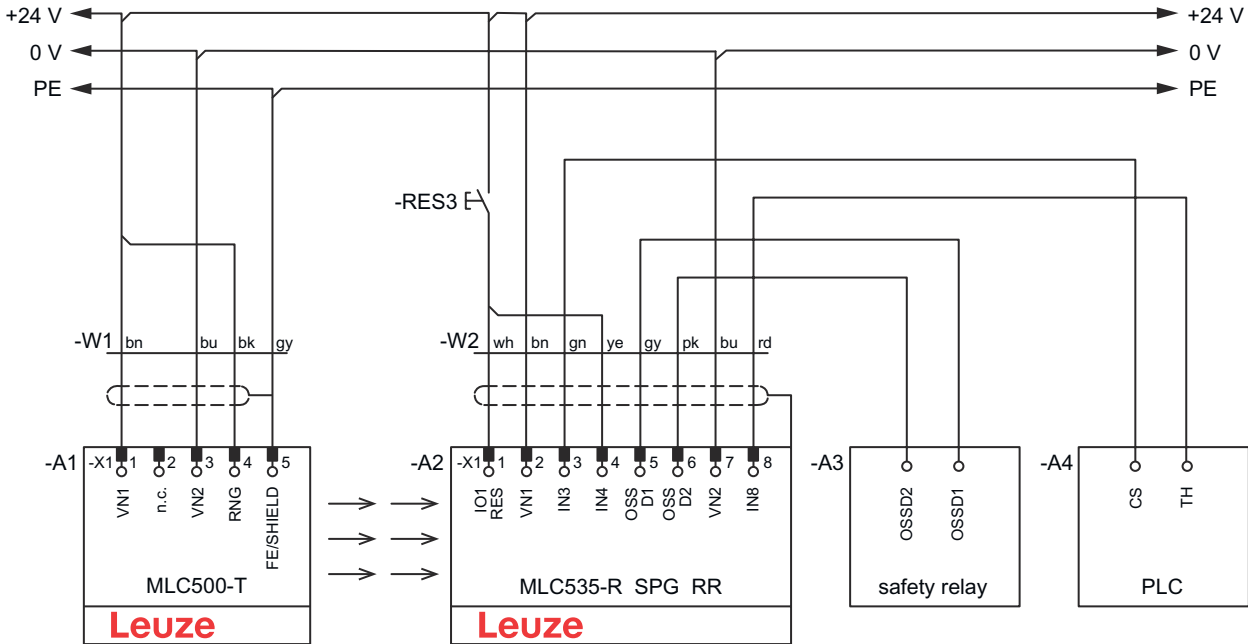 +24 V +24 V
0 V 0 V
PE PE
-RES3
-W1 bn bu bk gy
-W2 wh bn gn ye gy pk bu rd
-A1 -X1 1 2 3 4 5
VN1
n.c.
VN2
RNG
FE/SHIELD
MLC500-T
Leuze
-A2 -X1 1 2 3 4 5 6 7 8
IO1
RES
VN1
IN3
IN4
OSS
D1
OSS
D2
VN2
IN8
MLC535-R SPG RR
Leuze
-A3
OSSD2
OSSD1
safety relay
-A4
CS
TH
PLC